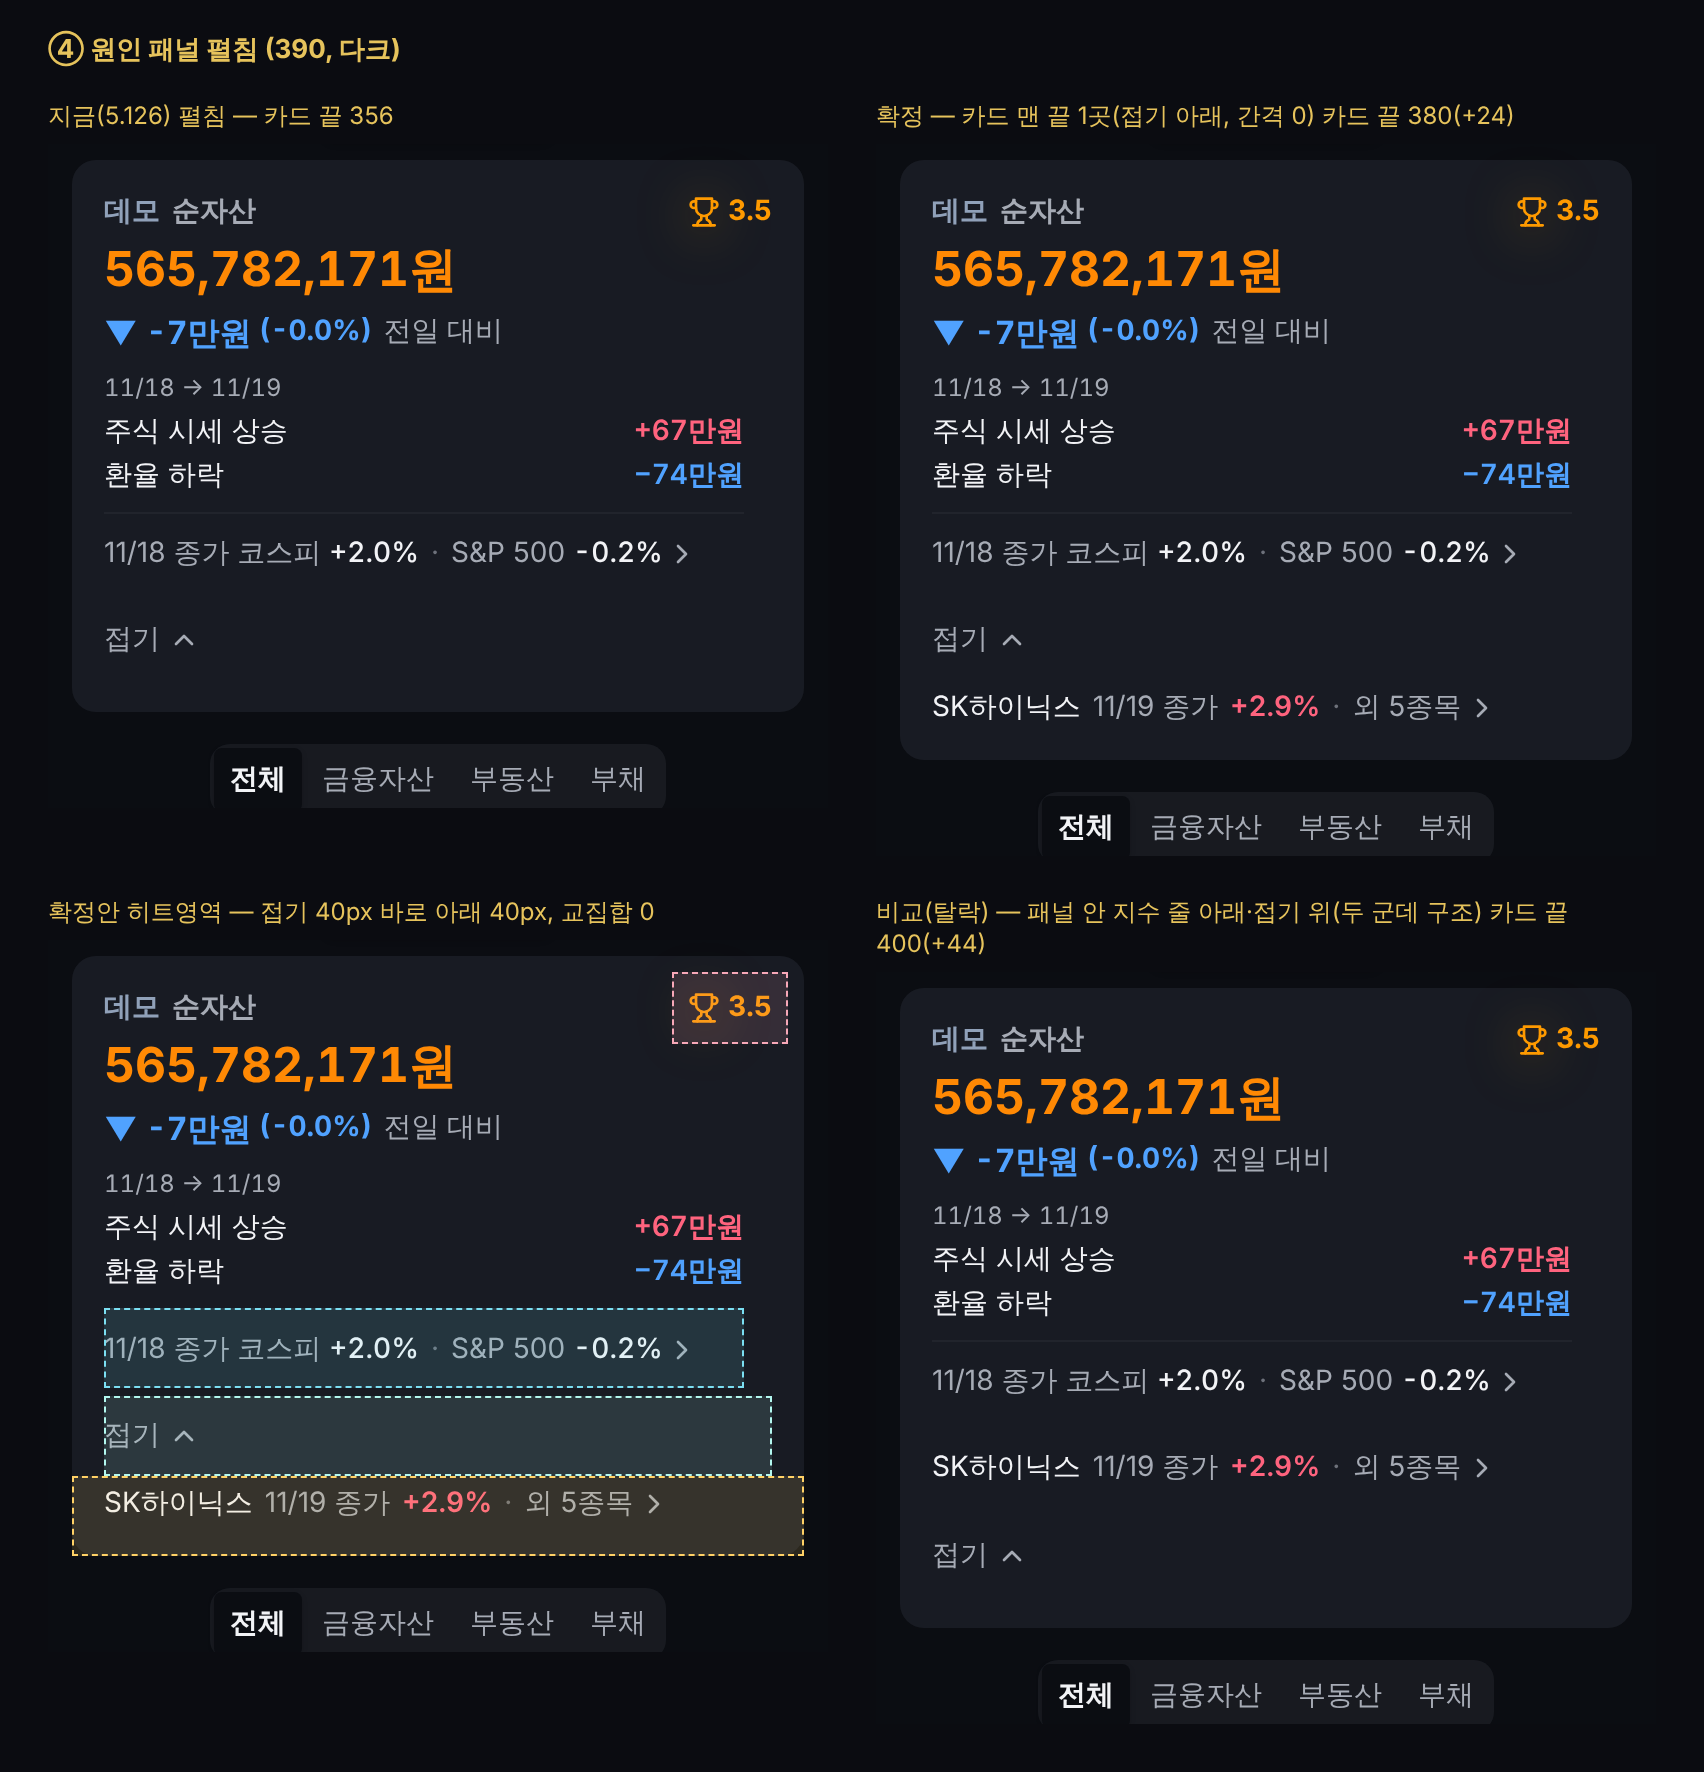 ④ 원인 패널 펼침 (390, 다크)
지금(5.126) 펼침 — 카드 끝 356
데모 순자산
3.5
565,782,171원
▼ -7만원 (-0.0%) 전일 대비
11/18 → 11/19
주식 시세 상승 +67만원
환율 하락 −74만원
11/18 종가 코스피 +2.0% · S&P 500 -0.2%
접기
전체 금융자산 부동산 부채
확정 — 카드 맨 끝 1곳(접기 아래, 간격 0) 카드 끝 380(+24)
데모 순자산
3.5
565,782,171원
▼ -7만원 (-0.0%) 전일 대비
11/18 → 11/19
주식 시세 상승 +67만원
환율 하락 −74만원
11/18 종가 코스피 +2.0% · S&P 500 -0.2%
접기
SK하이닉스 11/19 종가 +2.9% · 외 5종목
전체 금융자산 부동산 부채
확정안 히트영역 — 접기 40px 바로 아래 40px, 교집합 0
데모 순자산
3.5
565,782,171원
▼ -7만원 (-0.0%) 전일 대비
11/18 → 11/19
주식 시세 상승 +67만원
환율 하락 −74만원
11/18 종가 코스피 +2.0% · S&P 500 -0.2%
접기
SK하이닉스 11/19 종가 +2.9% · 외 5종목
전체 금융자산 부동산 부채
비교(탈락) — 패널 안 지수 줄 아래·접기 위(두 군데 구조) 카드 끝
400(+44)
데모 순자산
3.5
565,782,171원
▼ -7만원 (-0.0%) 전일 대비
11/18 → 11/19
주식 시세 상승 +67만원
환율 하락 −74만원
11/18 종가 코스피 +2.0% · S&P 500 -0.2%
SK하이닉스 11/19 종가 +2.9% · 외 5종목
접기
전체 금융자산 부동산 부채